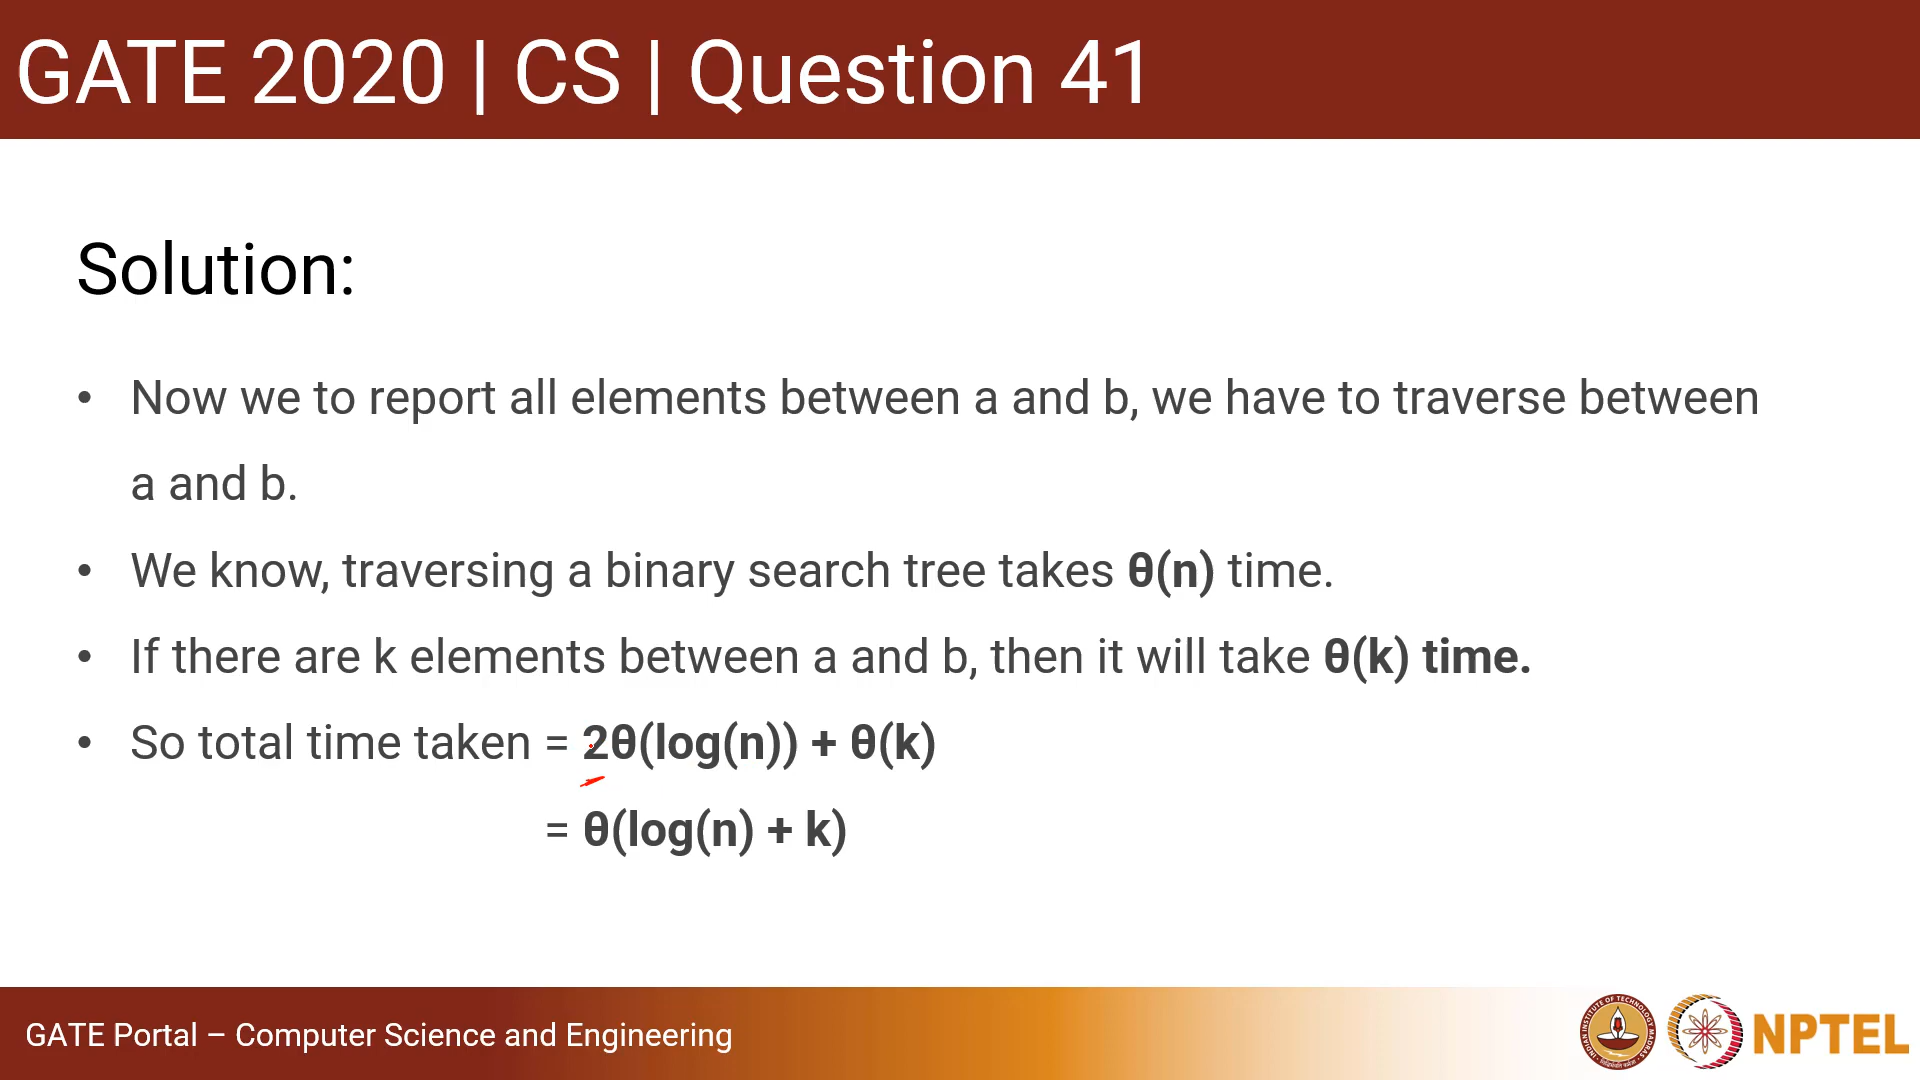 GATE 2020 | CS | Question 41
Solution:
• Now we to report all elements between a and b, we have to traverse between
a and b.
• We know, traversing a binary search tree takes θ(n) time.
• If there are k elements between a and b, then it will take θ(k) time.
• So total time taken = 2θ(log(n)) + θ(k)
= θ(log(n) + k)
GATE Portal – Computer Science and Engineering
NPTEL